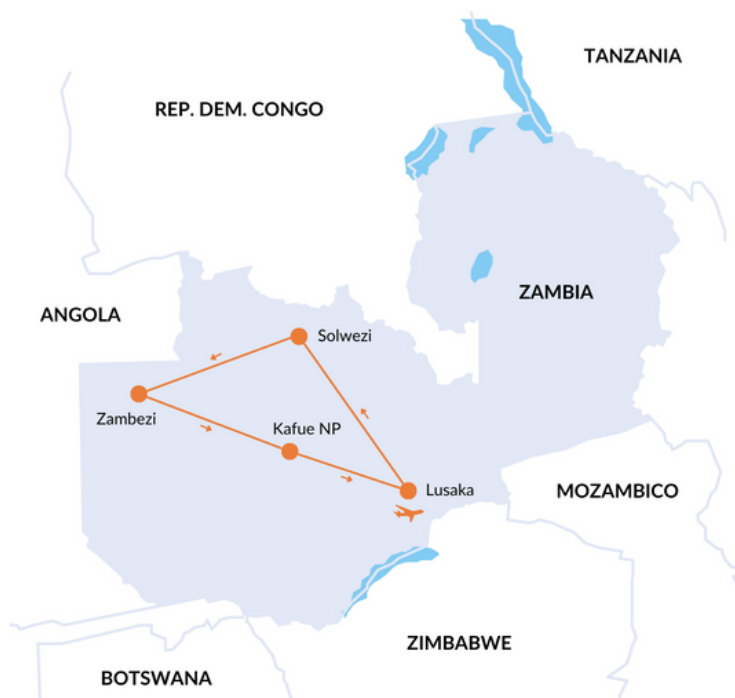 TANZANIA
REP. DEM. CONGO
ZAMBIA
ANGOLA
Solwezi
Zambezi
Kafue NP
Lusaka
MOZAMBICO
ZIMBABWE
BOTSWANA